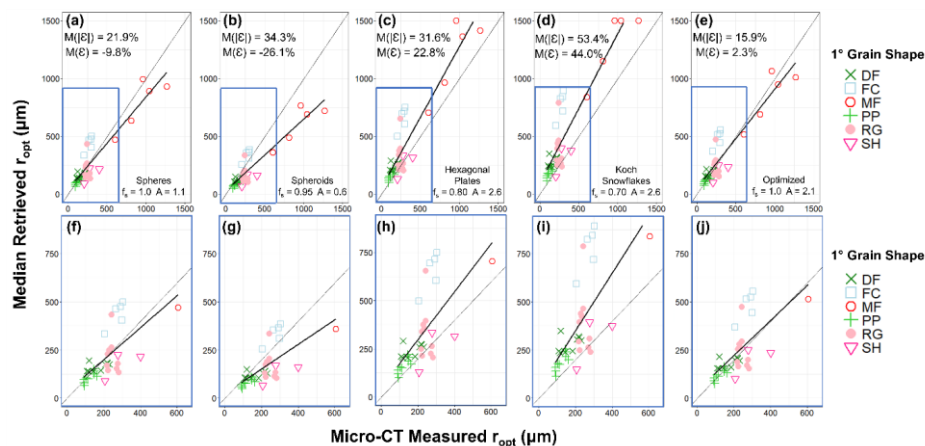 (a) (b) (c) (d) (e)
M(|Ɛ|) = 21.9% M(|Ɛ|) = 34.3% M(|Ɛ|) = 31.6% M(|Ɛ|) = 53.4% M(|Ɛ|) = 15.9%
M(Ɛ) = -9.8% M(Ɛ) = -26.1% M(Ɛ) = 22.8% M(Ɛ) = 44.0% M(Ɛ) = 2.3%
1500
1000
500
0
Spheres Spheroids Hexagonal Plates Koch Snowflakes Optimized
fs = 1.0 A = 1.1 fs = 0.95 A = 0.6 fs = 0.80 A = 2.6 fs = 0.70 A = 2.6 fs = 1.0 A = 2.1
0 500 1000 1500 0 500 1000 1500 0 500 1000 1500 0 500 1000 1500 0 500 1000 1500
1° Grain Shape
DF
FC
MF
PP
RG
SH
Median Retrieved ropt (µm)
(f) (g) (h) (i) (j)
750
500
250
0
0 200 400 600 0 200 400 600 0 200 400 600 0 200 400 600 0 200 400 600
1° Grain Shape
DF
FC
MF
PP
RG
SH
Micro-CT Measured ropt (µm)